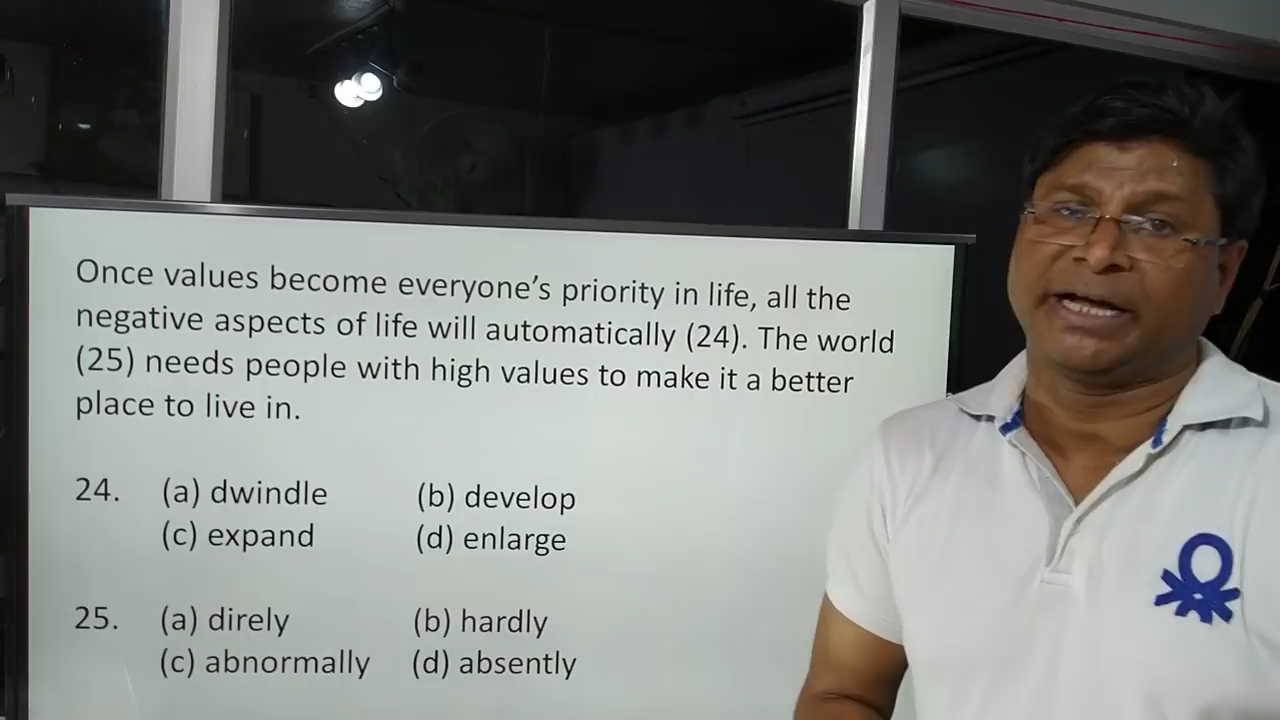 Once values become everyone's priority in life, all the
negative aspects of life will automatically (24). The world
(25) needs people with high values to make it a better
place to live in.
24. (a) dwindle (b) develop
(c) expand (d) enlarge
25. (a) direly (b) hardly
(c) abnormally (d) absently